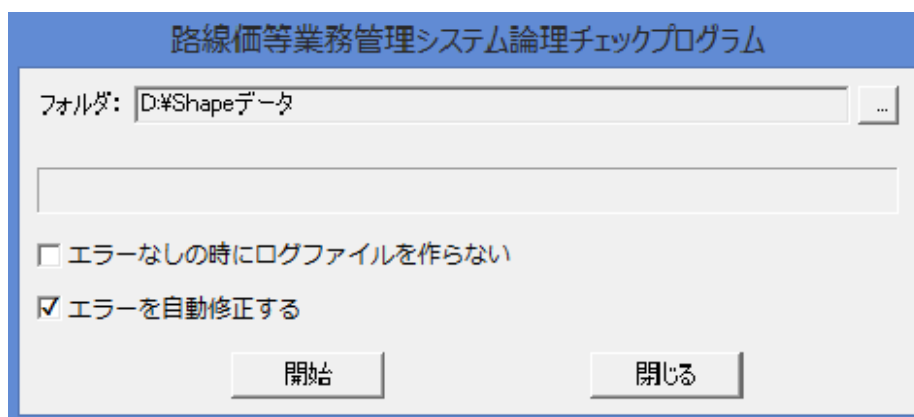 路線価等業務管理システム論理チェックプログラム
フォルダ: D:¥Shapeデータ ...
エラーなしの時にログファイルを作らない
エラーを自動修正する
開始 閉じる